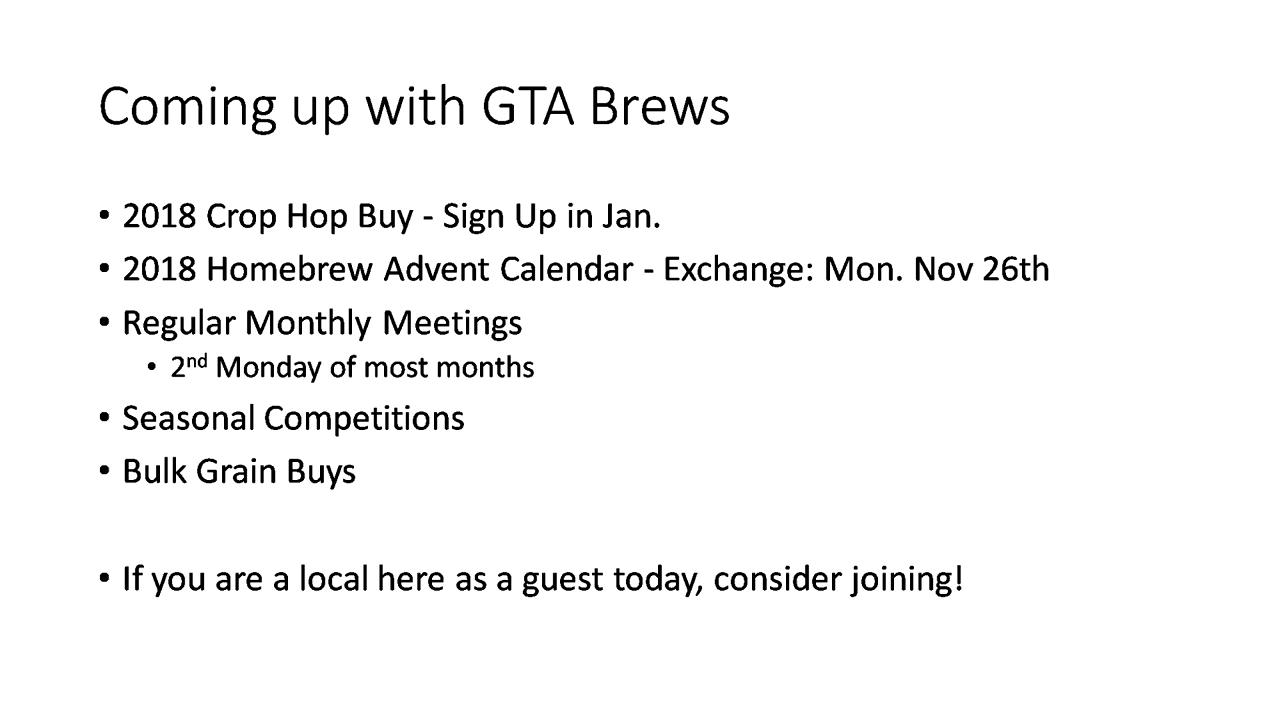 Coming up with GTA Brews
• 2018 Crop Hop Buy - Sign Up in Jan.
• 2018 Homebrew Advent Calendar - Exchange: Mon. Nov 26th
• Regular Monthly Meetings
• 2nd Monday of most months
• Seasonal Competitions
• Bulk Grain Buys
• If you are a local here as a guest today, consider joining!